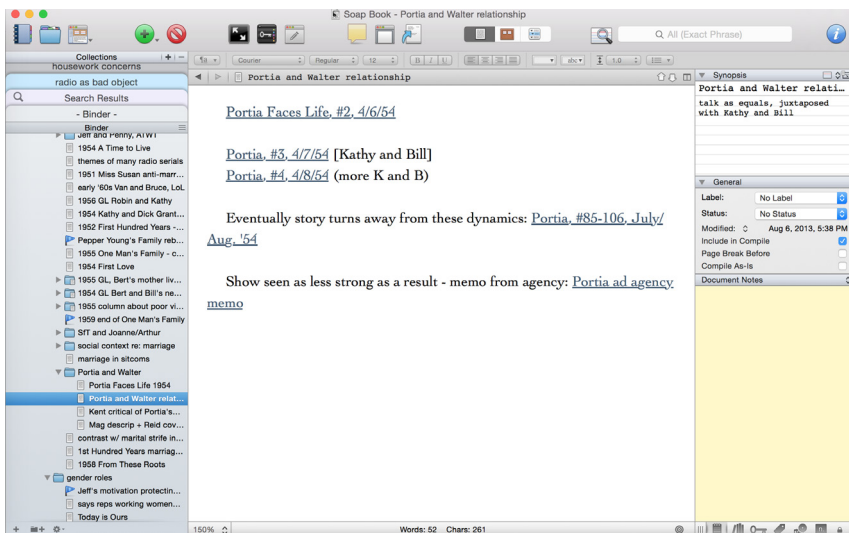 Soap Book - Portia and Walter relationship
Q All (Exact Phrase)
Collections
housework concerns
radio as bad object
Search Results
- Binder -
Binder
Jeff and Penny, ATWT
1954 A Time to Live
themes of many radio serials
1951 Miss Susan anti-marr...
early '60s Van and Bruce, LoL
1956 GL Robin and Kathy
1954 Kathy and Dick Grant...
1952 First Hundred Years -...
Pepper Young's Family reb...
1955 One Man's Family - c...
1954 First Love
1955 GL, Bert's mother liv...
1954 GL Bert and Bill's ne...
1955 column about poor vi...
1959 end of One Man's Family
SfT and Joanne/Arthur
social context re: marriage
marriage in sitcoms
Portia and Walter
Portia Faces Life 1954
Portia and Walter relat...
Kent critical of Portia's...
Mag descrip + Reid cov...
contrast w/ marital strife in...
1st Hundred Years marriag...
1958 From These Roots
gender roles
Jeff's motivation protectin...
says reps working women...
Today is Ours
¶a
Courier
Regular
12
B I U
abc
1.0
Portia and Walter relationship
Portia Faces Life, #2, 4/6/54
Portia, #3, 4/7/54 [Kathy and Bill]
Portia, #4, 4/8/54 (more K and B)
Eventually story turns away from these dynamics: Portia, #85-106, July/
Aug, '54
Show seen as less strong as a result - memo from agency: Portia ad agency
memo
150%
Words: 52 Chars: 261
Synopsis
Portia and Walter relati…
talk as equals, juxtaposed
with Kathy and Bill
General
Label: No Label
Status: No Status
Modified: Aug 6, 2013, 5:38 PM
Include in Compile
Page Break Before
Compile As-Is
Document Notes